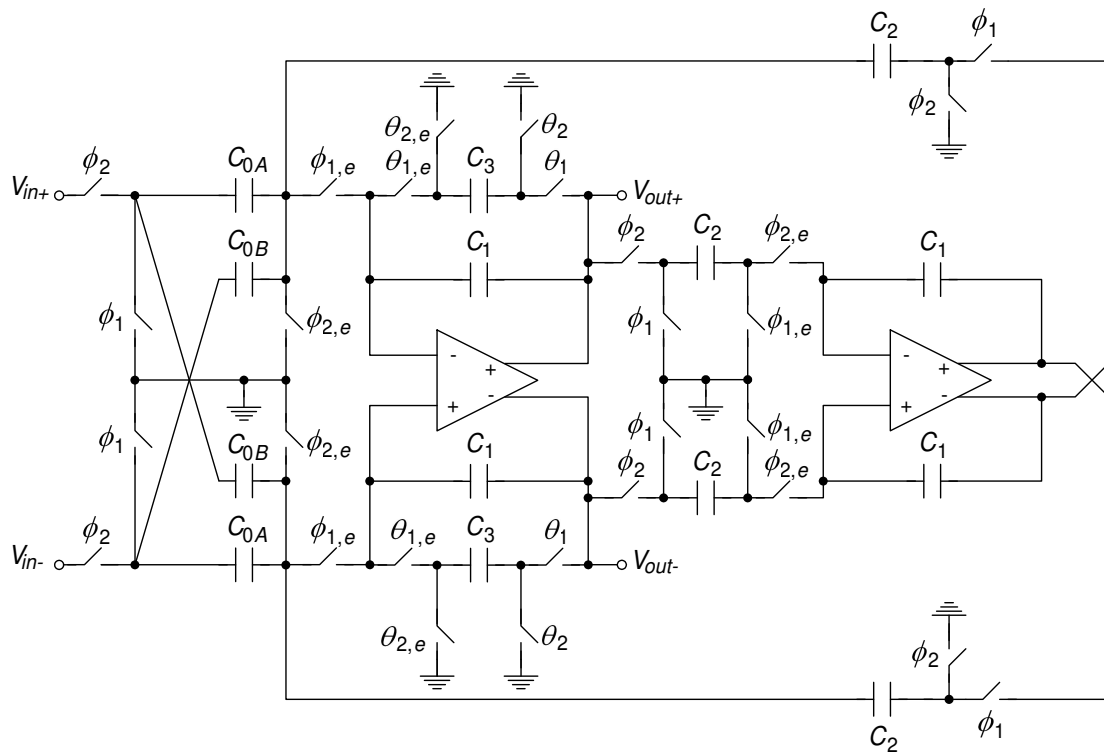 C2
ϕ1
ϕ2
θ2,e
θ2
ϕ2
C0A
ϕ1,e
θ1,e
C3
θ1
Vin+
Vout+
C0B
C1
ϕ2
C2
ϕ2,e
C1
ϕ1
ϕ2,e
ϕ1
ϕ1,e
-
+
+
-
-
+
+
-
ϕ1
ϕ2,e
ϕ1
ϕ1,e
C0B
C1
ϕ2
C2
ϕ2,e
C1
ϕ2
C0A
ϕ1,e
θ1,e
C3
θ1
Vin-
Vout-
θ2,e
θ2
ϕ2
ϕ1
C2